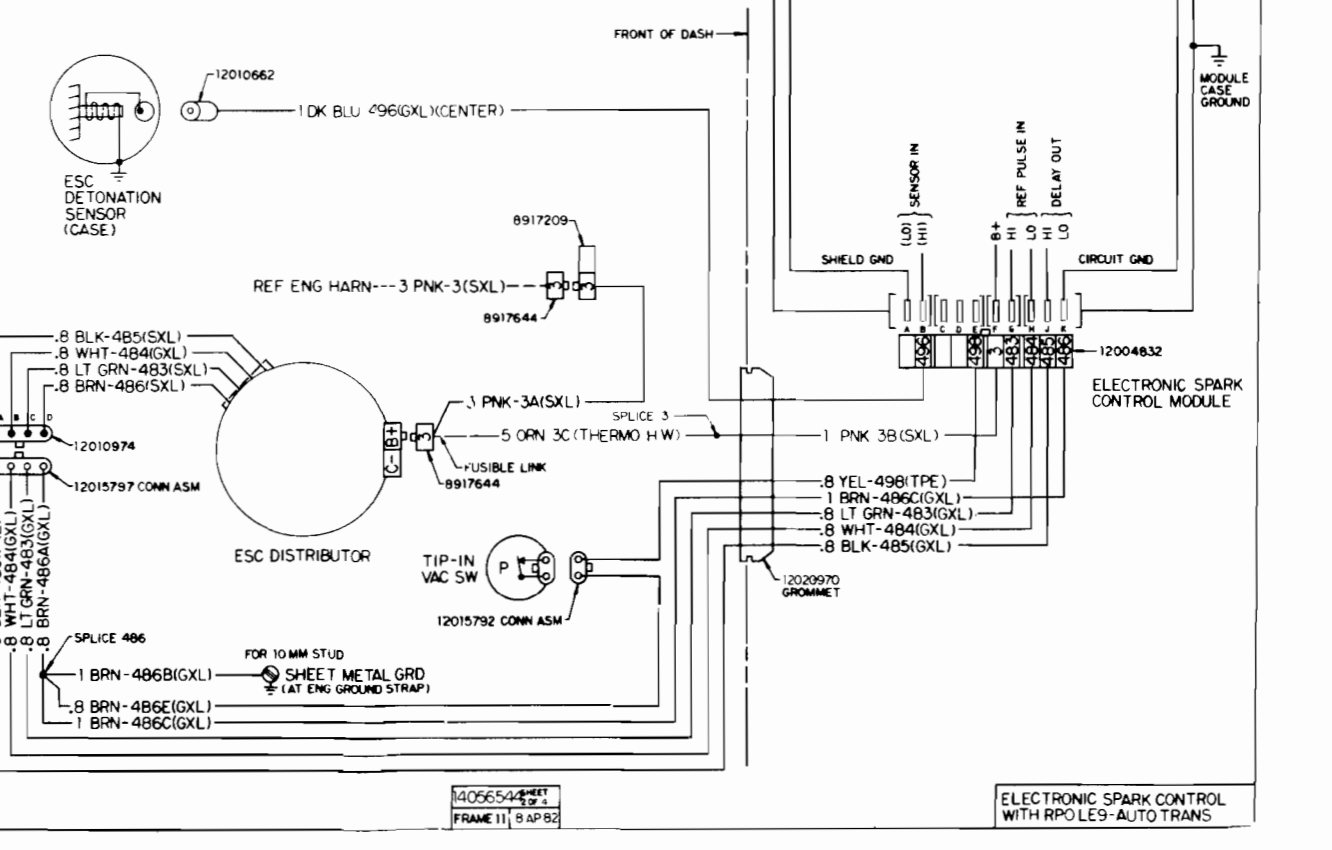 FRONT OF DASH
12010662
MODULE
CASE
GROUND
1 DK BLU 496(GXL)(CENTER)
ESC
DETONATION
SENSOR
(CASE)
SENSOR IN
(LO)
(HI)
B+
REF PULSE IN
HI
LO
DELAY OUT
HI
LO
8917209
SHIELD GND
CIRCUIT GND
REF ENG HARN---3 PNK-3(SXL)
3
3
8917644
A B C D E F G H J K
496
498
3
483
484
485
486
12004832
ELECTRONIC SPARK
CONTROL MODULE
.8 BLK-485(SXL)
.8 WHT-484(GXL)
.8 LT GRN-483(SXL)
.8 BRN-486(SXL)
A B C D
12010974
12015797 CONN ASM
B+
C-
3
3 PNK-3A(SXL)
SPLICE 3
5 ORN 3C(THERMO H W)
1 PNK 3B(SXL)
FUSIBLE LINK
8917644
ESC DISTRIBUTOR
.8 YEL-498(TPE)
1 BRN-486C(GXL)
.8 LT GRN-483(GXL)
.8 WHT-484(GXL)
.8 BLK-485(GXL)
TIP-IN
VAC SW
P
12015792 CONN ASM
12020970
GROMMET
.8 WHT-484(GXL)
.8 LT GRN-483(GXL)
.8 BRN-486A(GXL)
SPLICE 486
FOR 10 MM STUD
1 BRN-486B(GXL)
SHEET METAL GRD
(AT ENG GROUND STRAP)
.8 BRN-486E(GXL)
1 BRN-486C(GXL)
14056544 SHEET
2 OF 4
FRAME 11 8 AP 82
ELECTRONIC SPARK CONTROL
WITH RPO LE9-AUTO TRANS